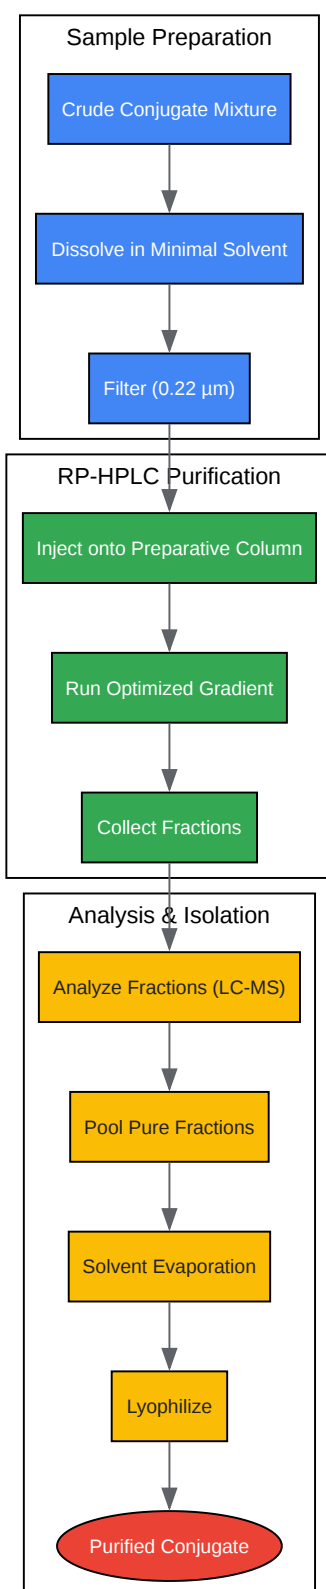 Sample Preparation
Crude Conjugate Mixture
Dissolve in Minimal Solvent
Filter (0.22 µm)
RP-HPLC Purification
Inject onto Preparative Column
Run Optimized Gradient
Collect Fractions
Analysis & Isolation
Analyze Fractions (LC-MS)
Pool Pure Fractions
Solvent Evaporation
Lyophilize
Purified Conjugate